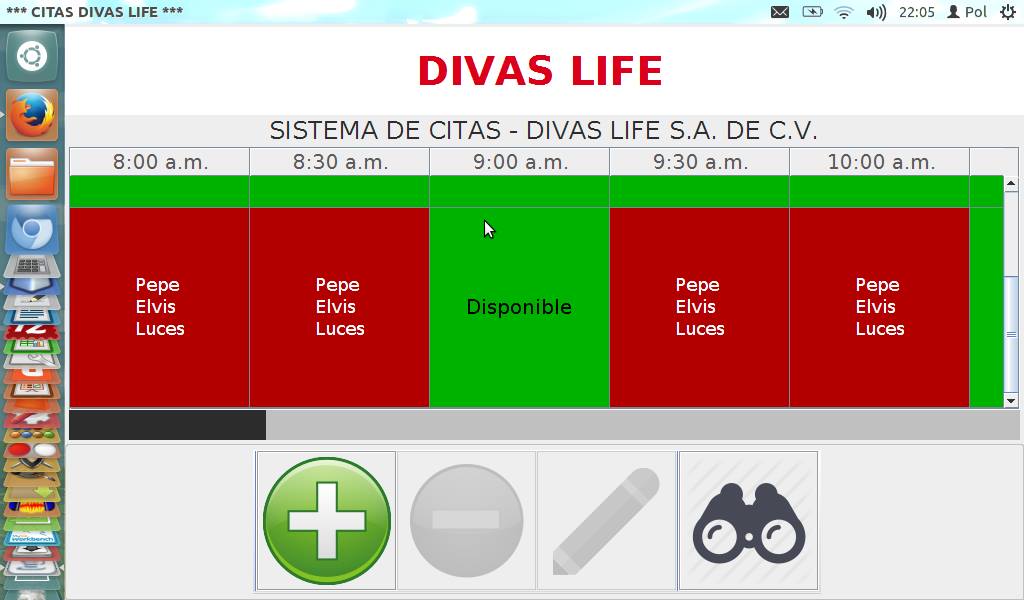 *** CITAS DIVAS LIFE ***
22:05
Pol
DIVAS LIFE
SISTEMA DE CITAS - DIVAS LIFE S.A. DE C.V.
8:00 a.m.
8:30 a.m.
9:00 a.m.
9:30 a.m.
10:00 a.m.
Pepe
Elvis
Luces
Pepe
Elvis
Luces
Disponible
Pepe
Elvis
Luces
Pepe
Elvis
Luces
workbench